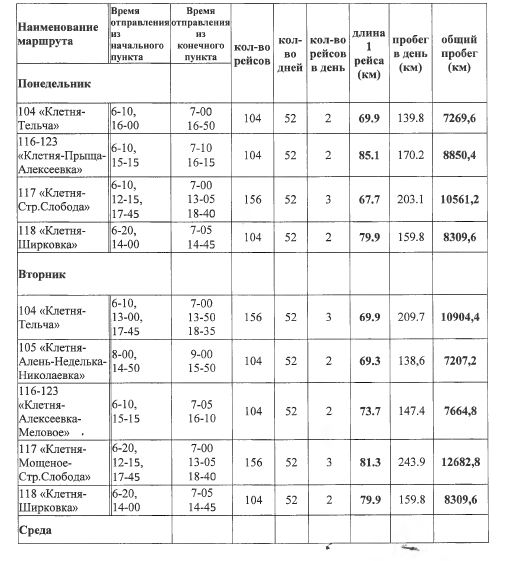 Наименование маршрута | Время отправления из начального пункта | Время отправления из конечного пункта | кол-во рейсов | кол-во дней | кол-во рейсов в день | длина 1 рейса (км) | пробег в день (км) | общий пробег (км)
Понедельник
104 «Клетня-Тельча» | 6-10, 16-00 | 7-00 16-50 | 104 | 52 | 2 | 69.9 | 139.8 | 7269,6
116-123 «Клетня-Прыща-Алексеевка» | 6-10, 15-15 | 7-10 16-15 | 104 | 52 | 2 | 85.1 | 170.2 | 8850,4
117 «Клетня-Стр.Слобода» | 6-10, 12-15, 17-45 | 7-00 13-05 18-40 | 156 | 52 | 3 | 67.7 | 203.1 | 10561,2
118 «Клетня-Ширковка» | 6-20, 14-00 | 7-05 14-45 | 104 | 52 | 2 | 79.9 | 159.8 | 8309,6
Вторник
104 «Клетня-Тельча» | 6-10, 13-00, 17-45 | 7-00 13-50 18-35 | 156 | 52 | 3 | 69.9 | 209.7 | 10904,4
105 «Клетня-Алень-Неделька-Николаевка» | 8-00, 14-50 | 9-00 15-50 | 104 | 52 | 2 | 69.3 | 138,6 | 7207,2
116-123 «Клетня-Алексеевка-Меловое» | 6-10, 15-15 | 7-05 16-10 | 104 | 52 | 2 | 73.7 | 147.4 | 7664,8
117 «Клетня-Мощеное-Стр.Слобода» | 6-20, 12-15, 17-45 | 7-00 13-05 18-40 | 156 | 52 | 3 | 81.3 | 243.9 | 12682,8
118 «Клетня-Ширковка» | 6-20, 14-00 | 7-05 14-45 | 104 | 52 | 2 | 79.9 | 159.8 | 8309,6
Среда